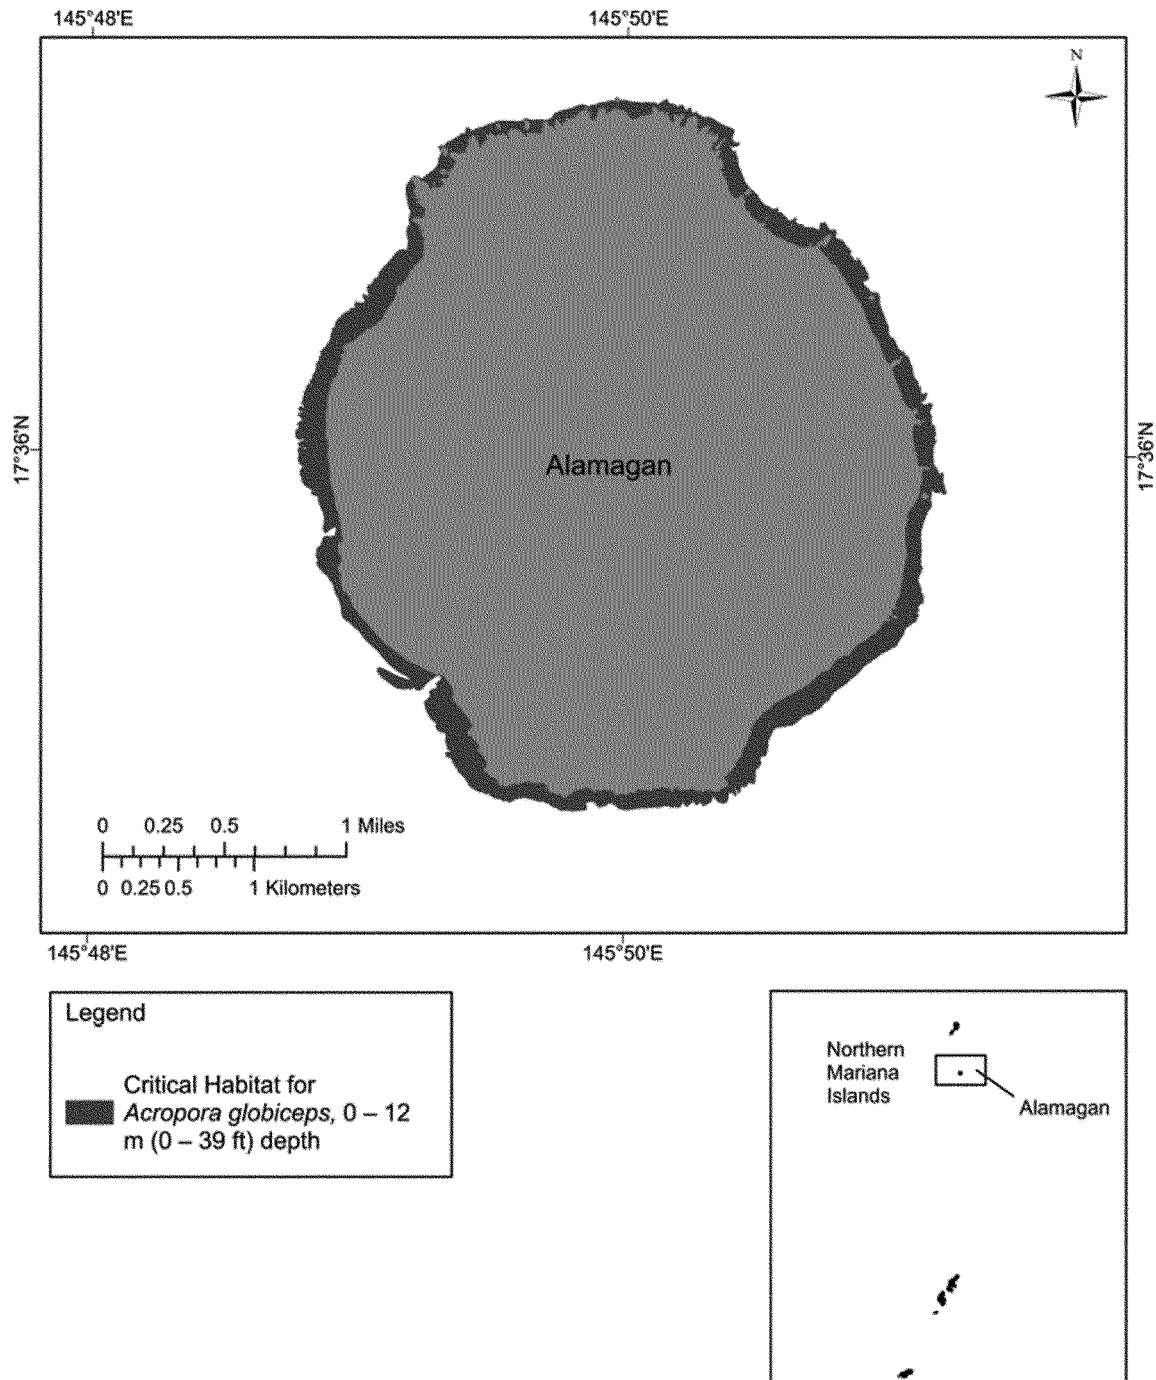 145°48'E 145°50'E
N
17°36'N 17°36'N
Alamagan
0 0.25 0.5 1 Miles
0 0.25 0.5 1 Kilometers
145°48'E 145°50'E
Legend
Critical Habitat for
Acropora globiceps, 0 – 12
m (0 – 39 ft) depth
Northern
Mariana
Islands
Alamagan